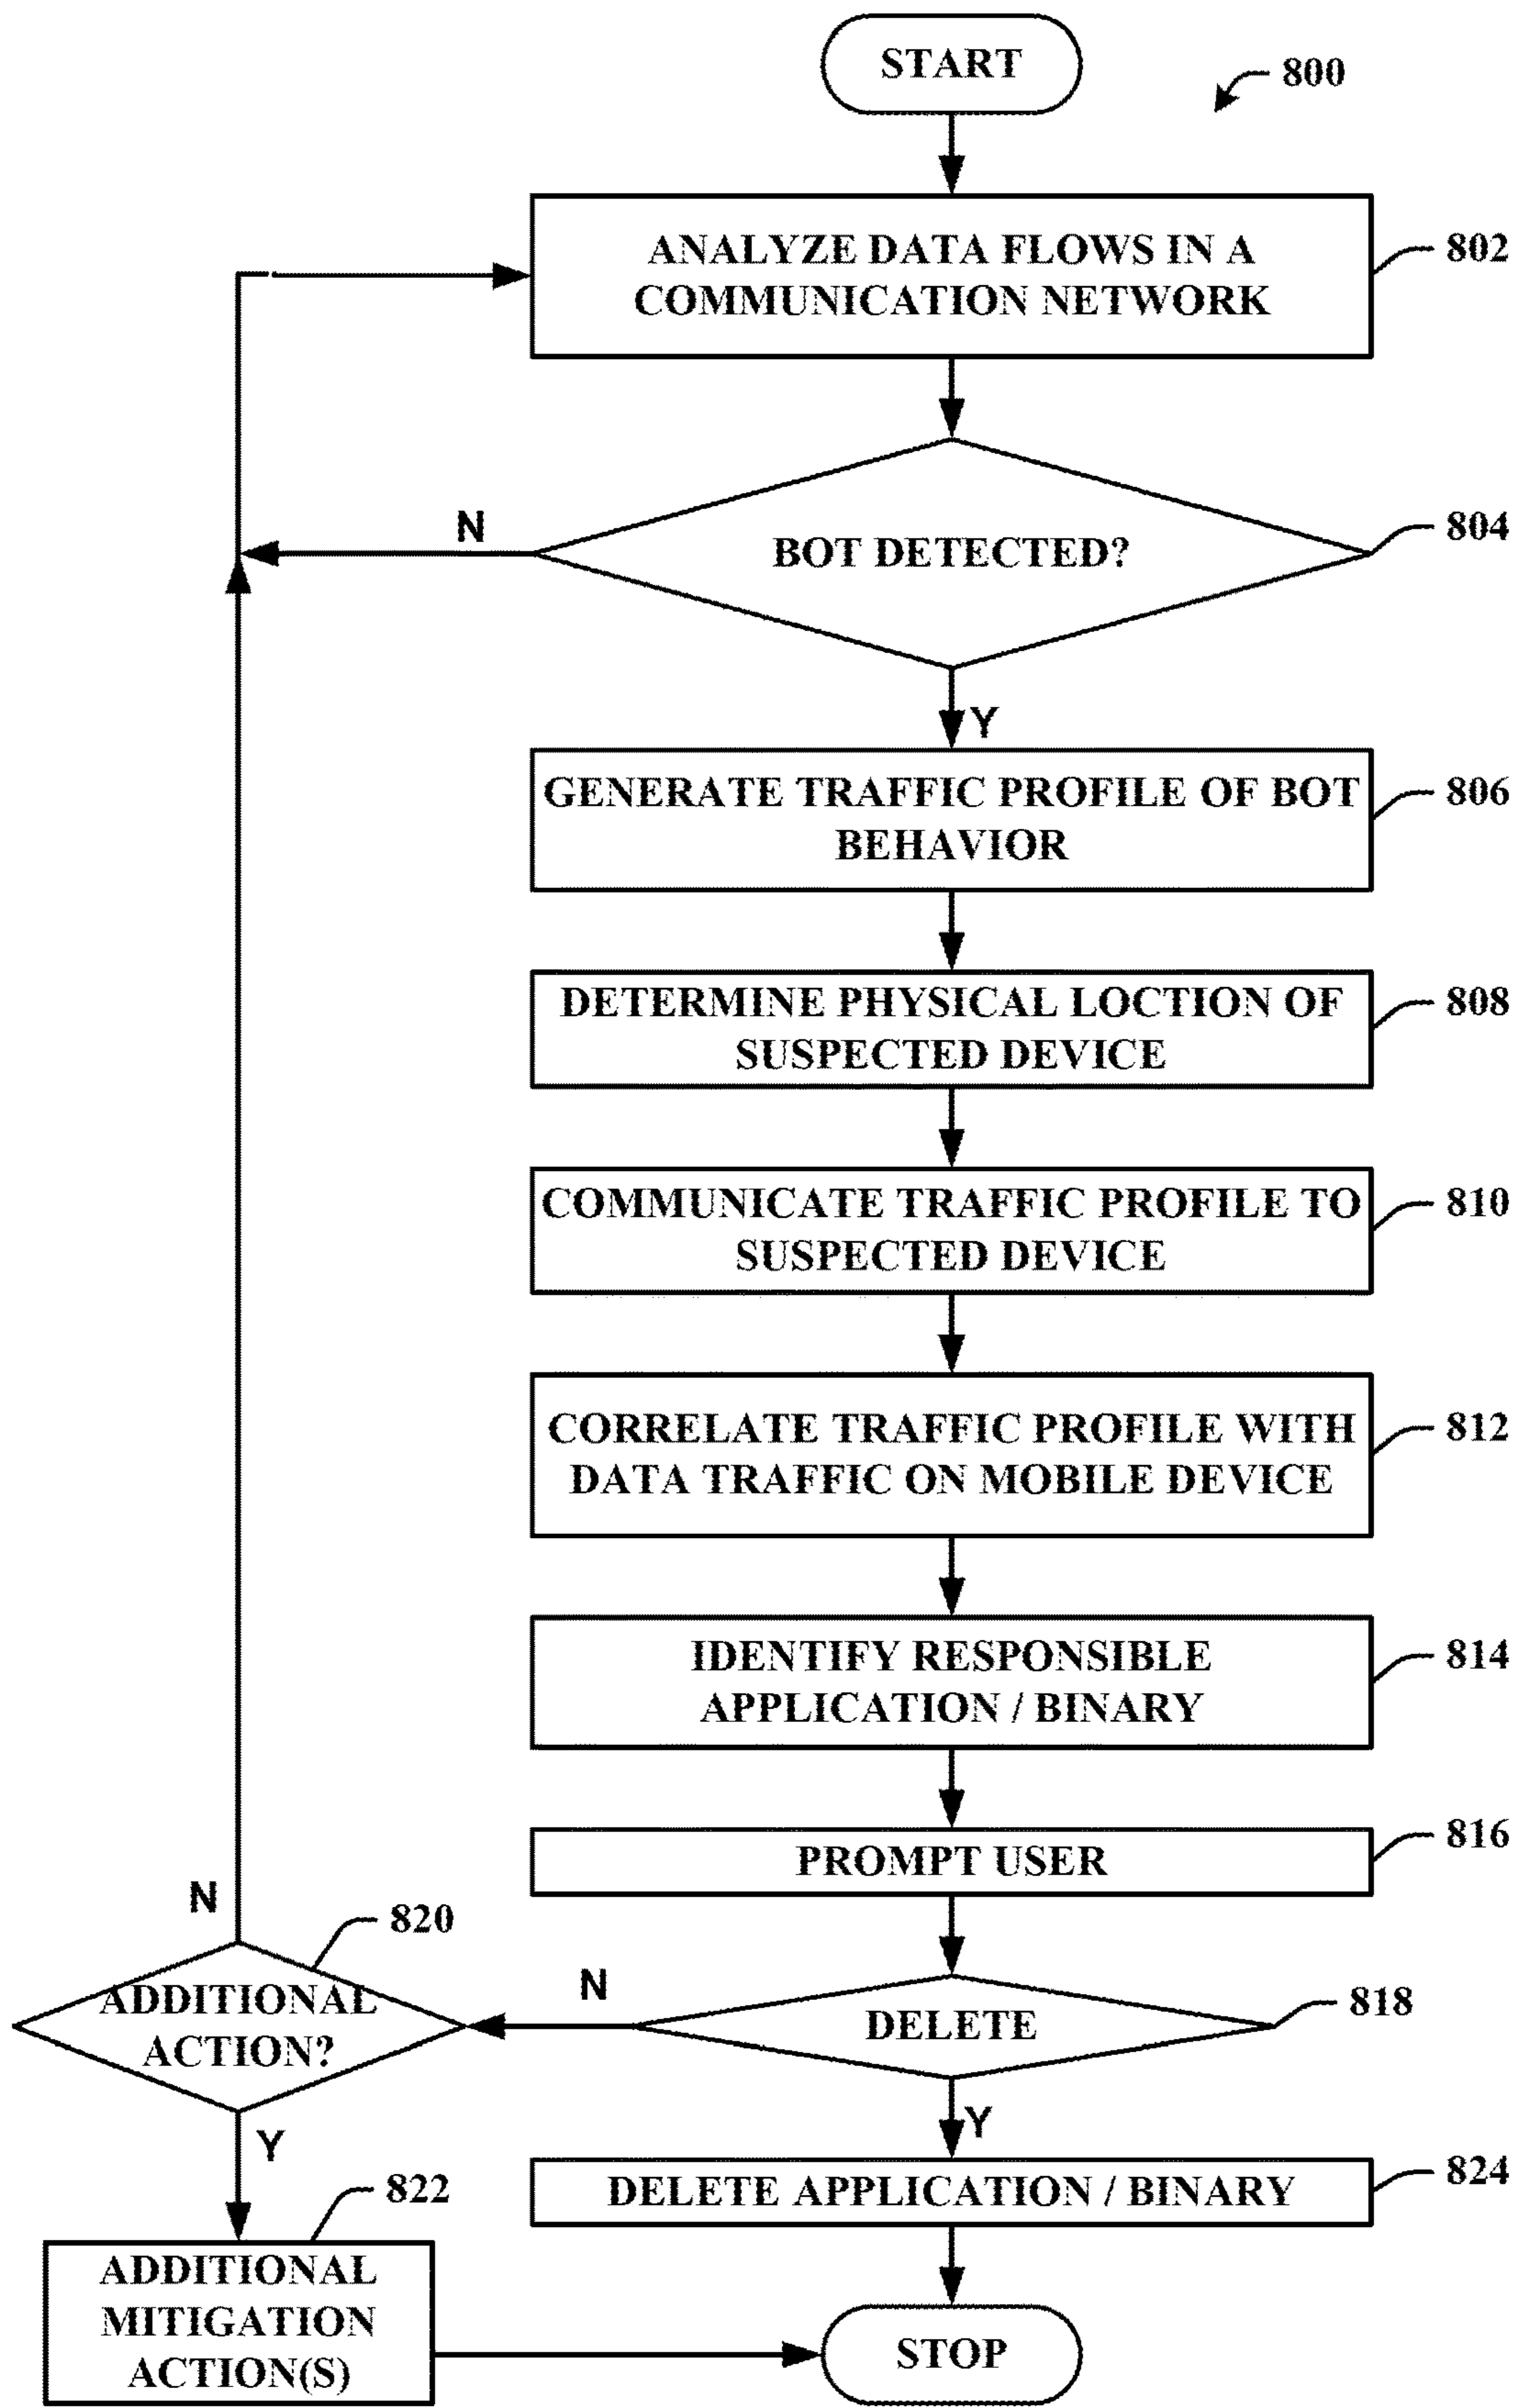 START
800
ANALYZE DATA FLOWS IN A
COMMUNICATION NETWORK
802
N
BOT DETECTED?
804
Y
GENERATE TRAFFIC PROFILE OF BOT
BEHAVIOR
806
DETERMINE PHYSICAL LOCTION OF
SUSPECTED DEVICE
808
COMMUNICATE TRAFFIC PROFILE TO
SUSPECTED DEVICE
810
CORRELATE TRAFFIC PROFILE WITH
DATA TRAFFIC ON MOBILE DEVICE
812
IDENTIFY RESPONSIBLE
APPLICATION / BINARY
814
PROMPT USER
816
N
820
ADDITIONAL
ACTION?
N
DELETE
818
Y
Y
822
DELETE APPLICATION / BINARY
824
ADDITIONAL
MITIGATION
ACTION(S)
STOP